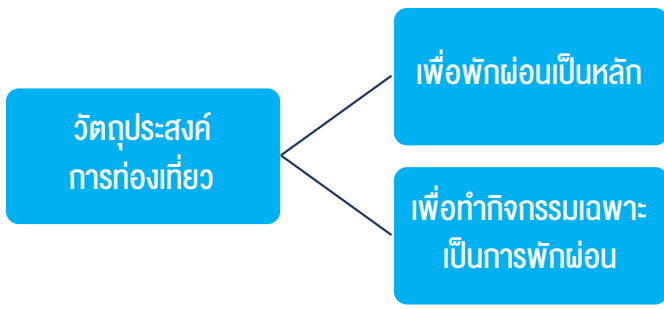 วัตถุประสงค์
การท่องเที่ยว
เพื่อพักผ่อนเป็นหลัก
เพื่อทำกิจกรรมเฉพาะ
เป็นการพักผ่อน